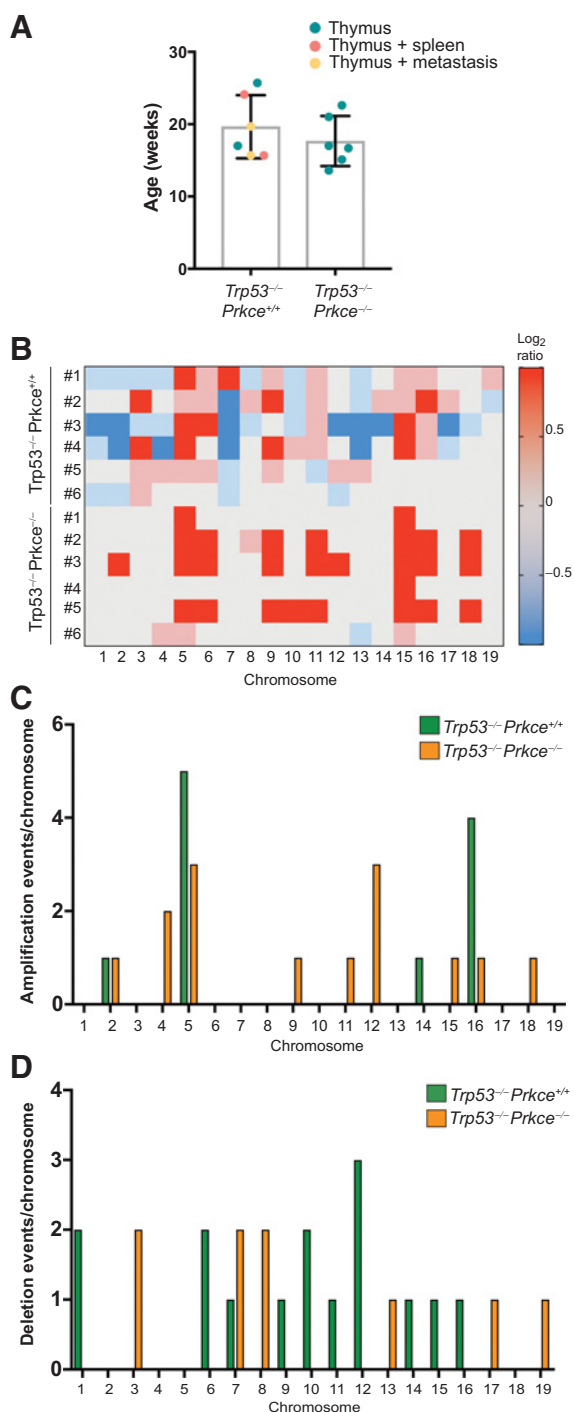 A
Thymus
Thymus + spleen
Thymus + metastasis
30
20
10
0
Age (weeks)
Trp53–/– Trp53–/–
Prkce+/+ Prkce–/–
B
Log2
ratio
Trp53–/– Prkce+/+
#1
#2
#3
#4
#5
#6
Trp53–/– Prkce–/–
#1
#2
#3
#4
#5
#6
0.5
0
–0.5
1 2 3 4 5 6 7 8 9 10 11 12 13 14 15 16 17 18 19
Chromosome
C
Trp53–/–Prkce+/+
Trp53–/–Prkce–/–
Amplification events/chromosome
6
4
2
0
1 2 3 4 5 6 7 8 9 10 11 12 13 14 15 16 17 18 19
Chromosome
D
Trp53–/–Prkce+/+
Trp53–/–Prkce–/–
Deletion events/chromosome
4
3
2
1
0
1 2 3 4 5 6 7 8 9 10 11 12 13 14 15 16 17 18 19
Chromosome